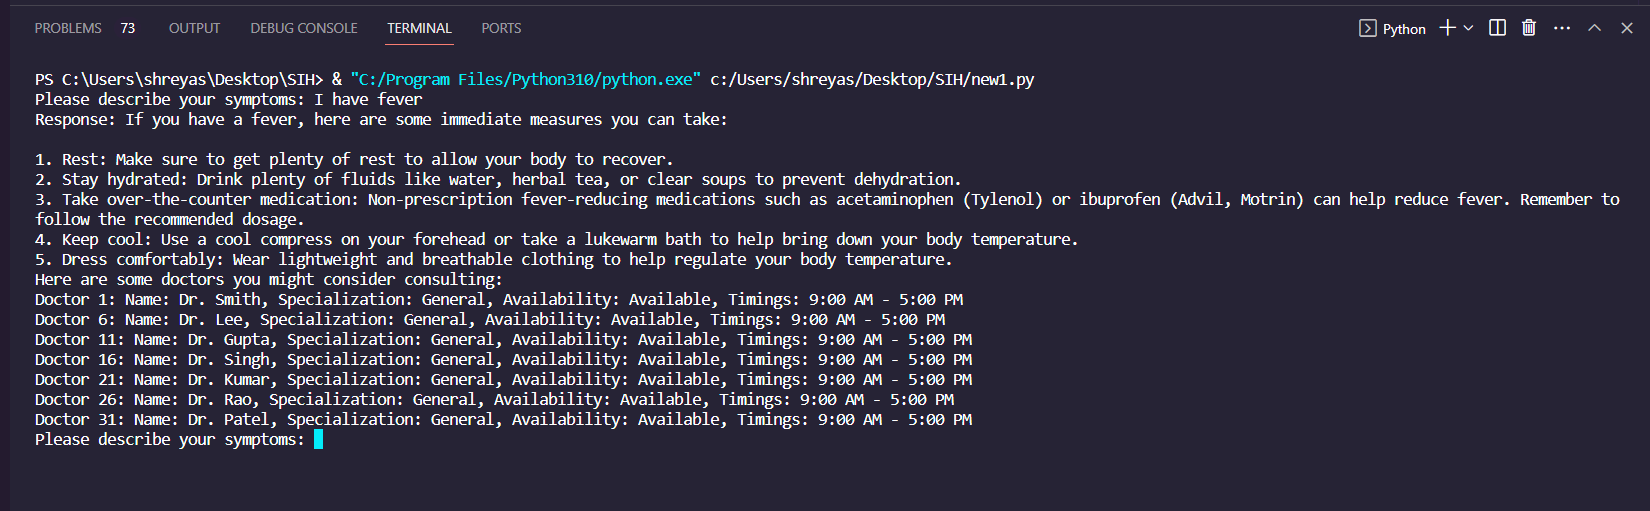 PROBLEMS 73 OUTPUT DEBUG CONSOLE TERMINAL PORTS Python
PS C:\Users\shreyas\Desktop\SIH> & "C:/Program Files/Python310/python.exe" c:/Users/shreyas/Desktop/SIH/new1.py
Please describe your symptoms: I have fever
Response: If you have a fever, here are some immediate measures you can take:
1. Rest: Make sure to get plenty of rest to allow your body to recover.
2. Stay hydrated: Drink plenty of fluids like water, herbal tea, or clear soups to prevent dehydration.
3. Take over-the-counter medication: Non-prescription fever-reducing medications such as acetaminophen (Tylenol) or ibuprofen (Advil, Motrin) can help reduce fever. Remember to
follow the recommended dosage.
4. Keep cool: Use a cool compress on your forehead or take a lukewarm bath to help bring down your body temperature.
5. Dress comfortably: Wear lightweight and breathable clothing to help regulate your body temperature.
Here are some doctors you might consider consulting:
Doctor 1: Name: Dr. Smith, Specialization: General, Availability: Available, Timings: 9:00 AM - 5:00 PM
Doctor 6: Name: Dr. Lee, Specialization: General, Availability: Available, Timings: 9:00 AM - 5:00 PM
Doctor 11: Name: Dr. Gupta, Specialization: General, Availability: Available, Timings: 9:00 AM - 5:00 PM
Doctor 16: Name: Dr. Singh, Specialization: General, Availability: Available, Timings: 9:00 AM - 5:00 PM
Doctor 21: Name: Dr. Kumar, Specialization: General, Availability: Available, Timings: 9:00 AM - 5:00 PM
Doctor 26: Name: Dr. Rao, Specialization: General, Availability: Available, Timings: 9:00 AM - 5:00 PM
Doctor 31: Name: Dr. Patel, Specialization: General, Availability: Available, Timings: 9:00 AM - 5:00 PM
Please describe your symptoms: